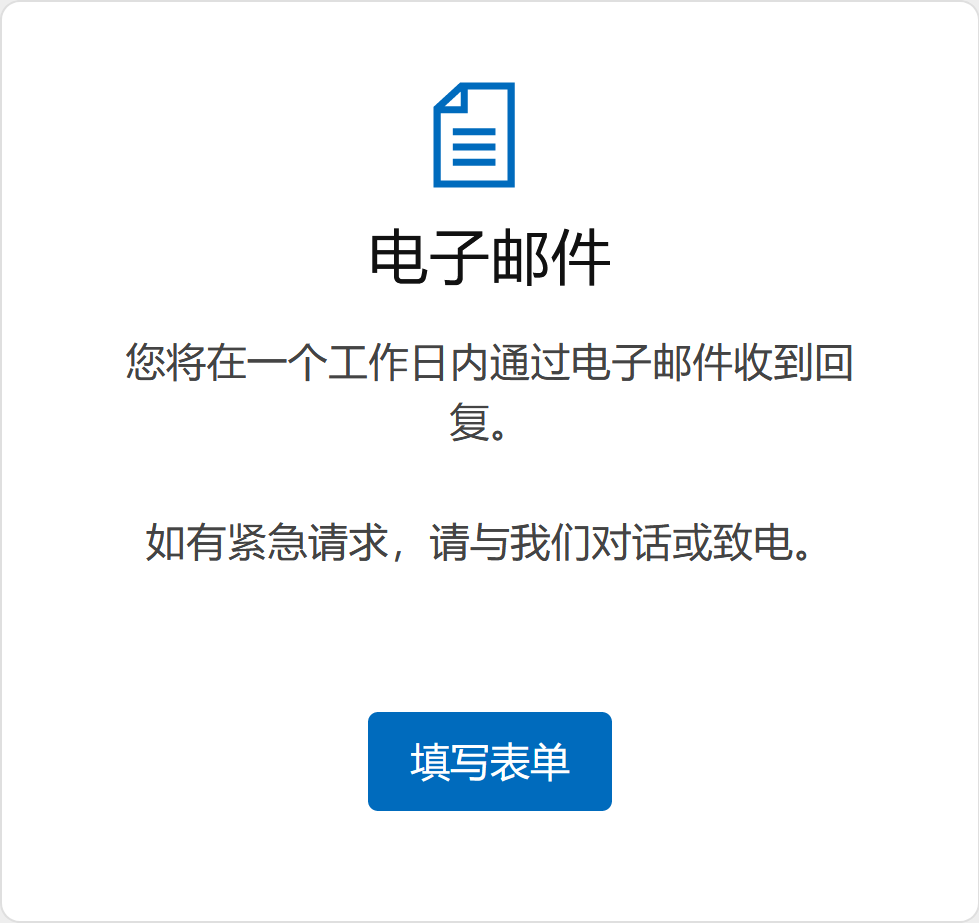 电子邮件
您将在一个工作日内通过电子邮件收到回
复。
如有紧急请求，请与我们对话或致电。
填写表单